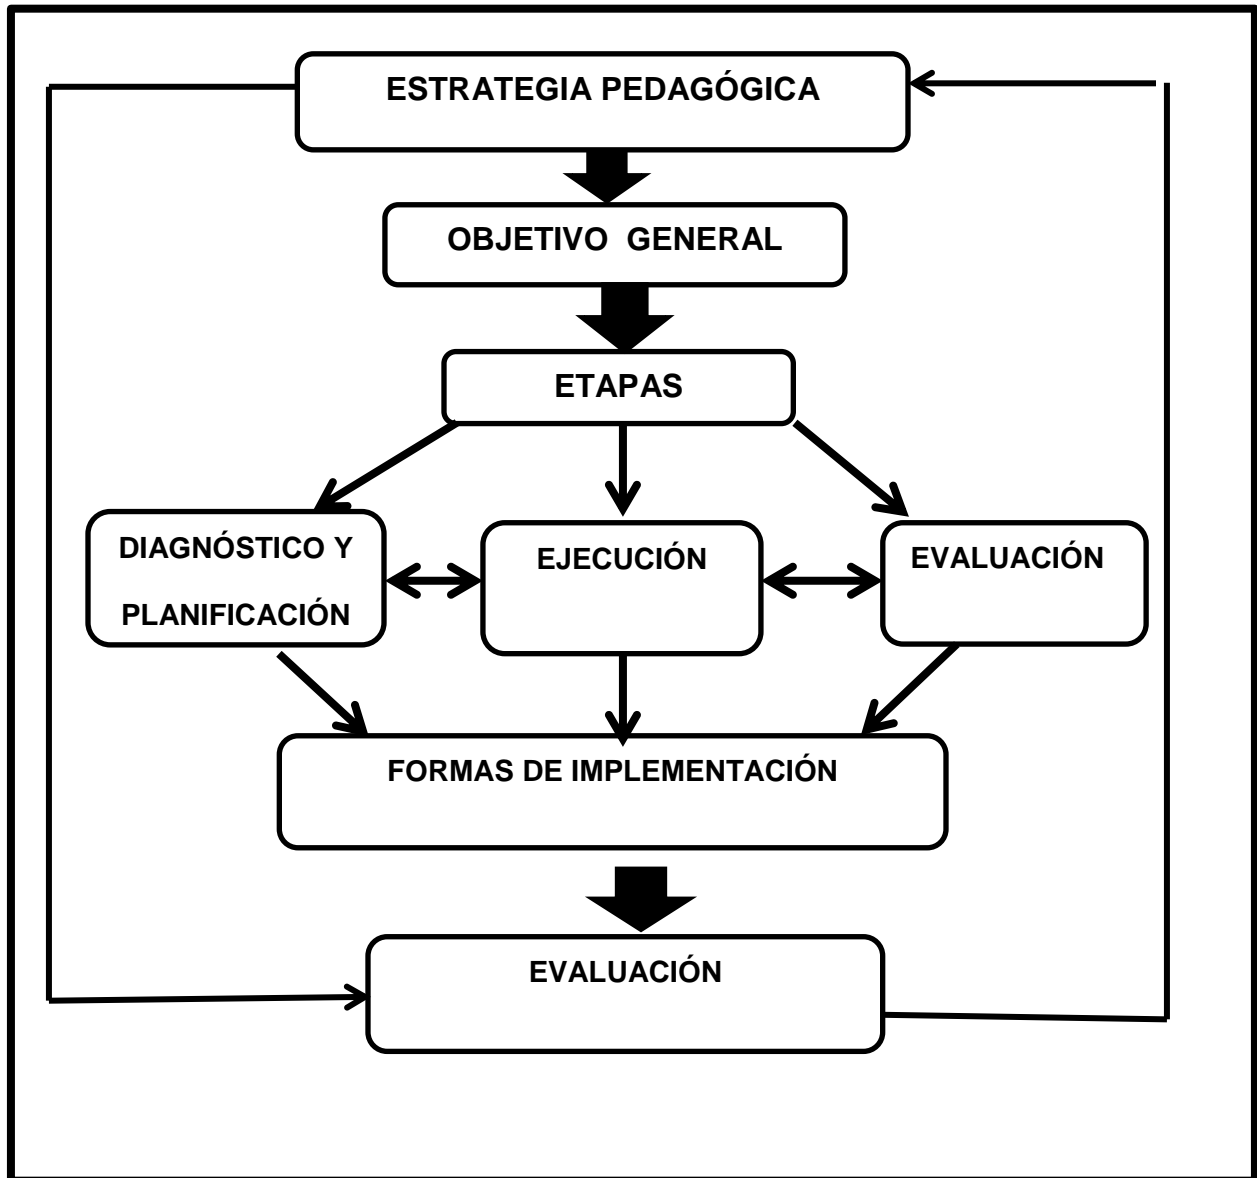 ESTRATEGIA PEDAGÓGICA
OBJETIVO GENERAL
ETAPAS
DIAGNÓSTICO Y
PLANIFICACIÓN
EJECUCIÓN
EVALUACIÓN
FORMAS DE IMPLEMENTACIÓN
EVALUACIÓN